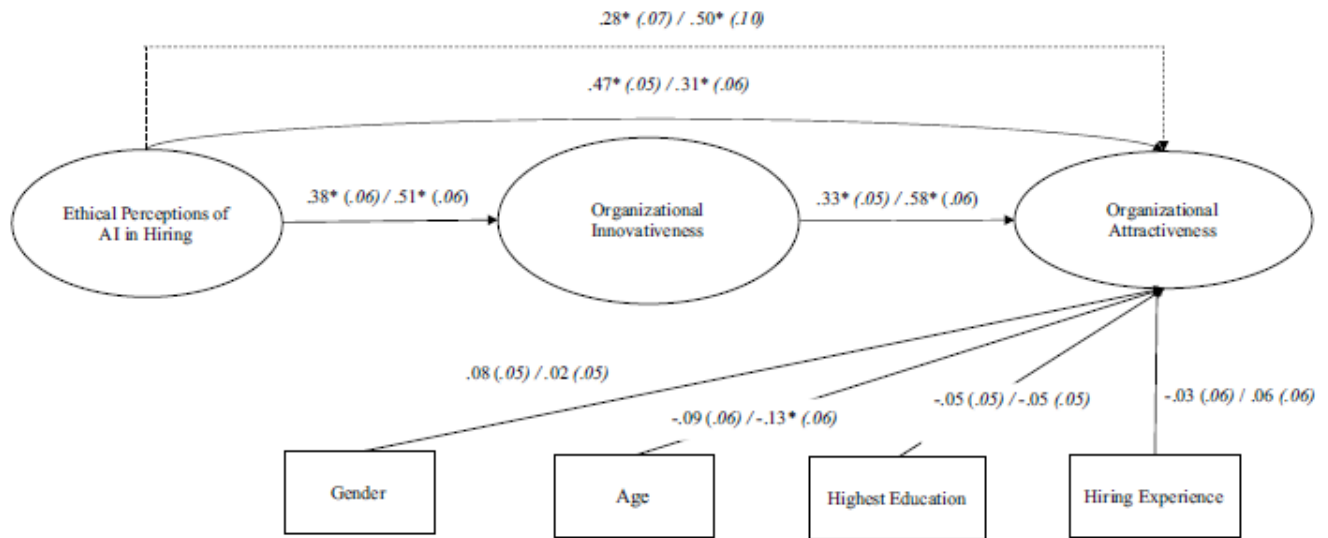 .28* (.07) / .50* (.10)
.47* (.05) / .31* (.06)
Ethical Perceptions of
AI in Hiring
.38* (.06) / .51* (.06)
Organizational
Innovativeness
.33* (.05) / .58* (.06)
Organizational
Attractiveness
.08 (.05) / .02 (.05)
-.09 (.06) / -.13* (.06)
-.05 (.05) / -.05 (.05)
-.03 (.06) / .06 (.06)
Gender
Age
Highest Education
Hiring Experience